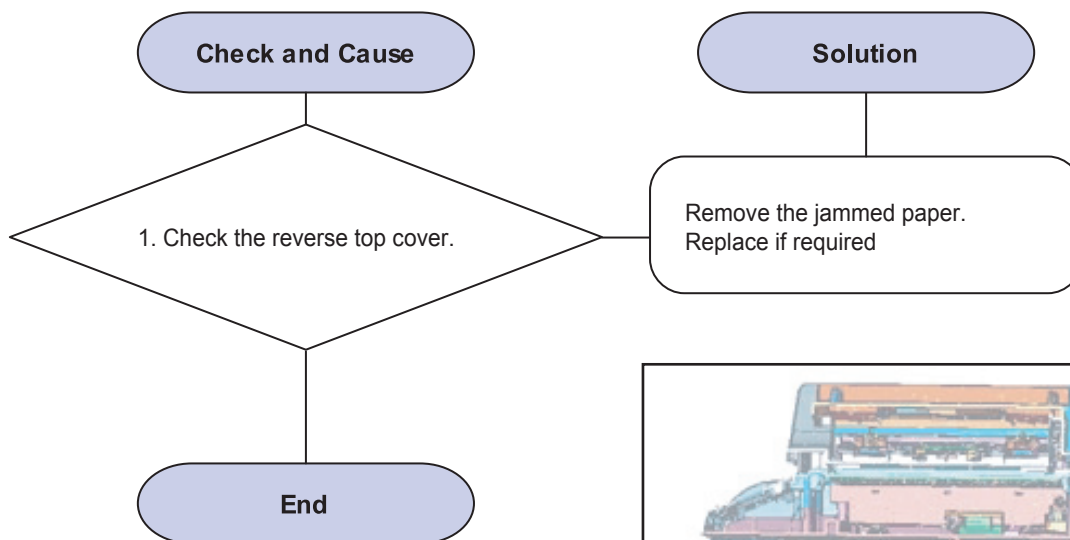 Check and Cause
Solution
1. Check the reverse top cover.
Remove the jammed paper.
Replace if required
End